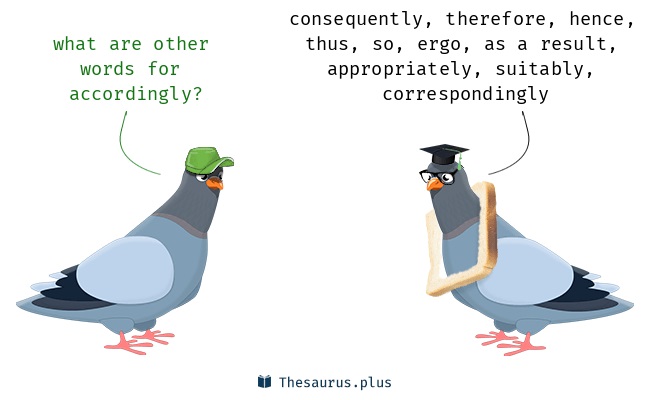 what are other
words for
accordingly?
consequently, therefore, hence,
thus, so, ergo, as a result,
appropriately, suitably,
correspondingly
Thesaurus.plus